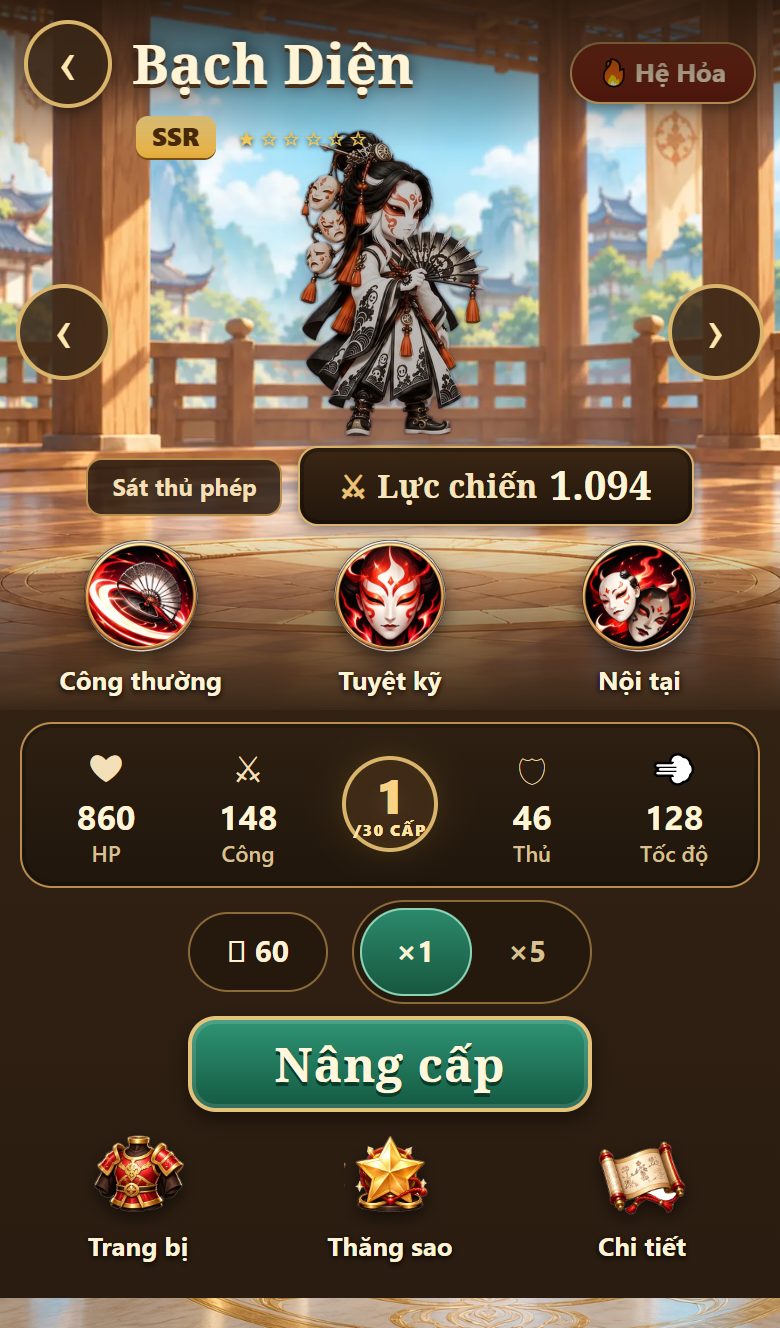 Bạch Diện
Hệ Hỏa
SSR
Sát thủ phép
Lực chiến 1.094
Công thường
Tuyệt kỹ
Nội tại
860
HP
148
Công
1
/30 CẤP
46
Thủ
128
Tốc độ
60
×1
×5
Nâng cấp
Trang bị
Thăng sao
Chi tiết